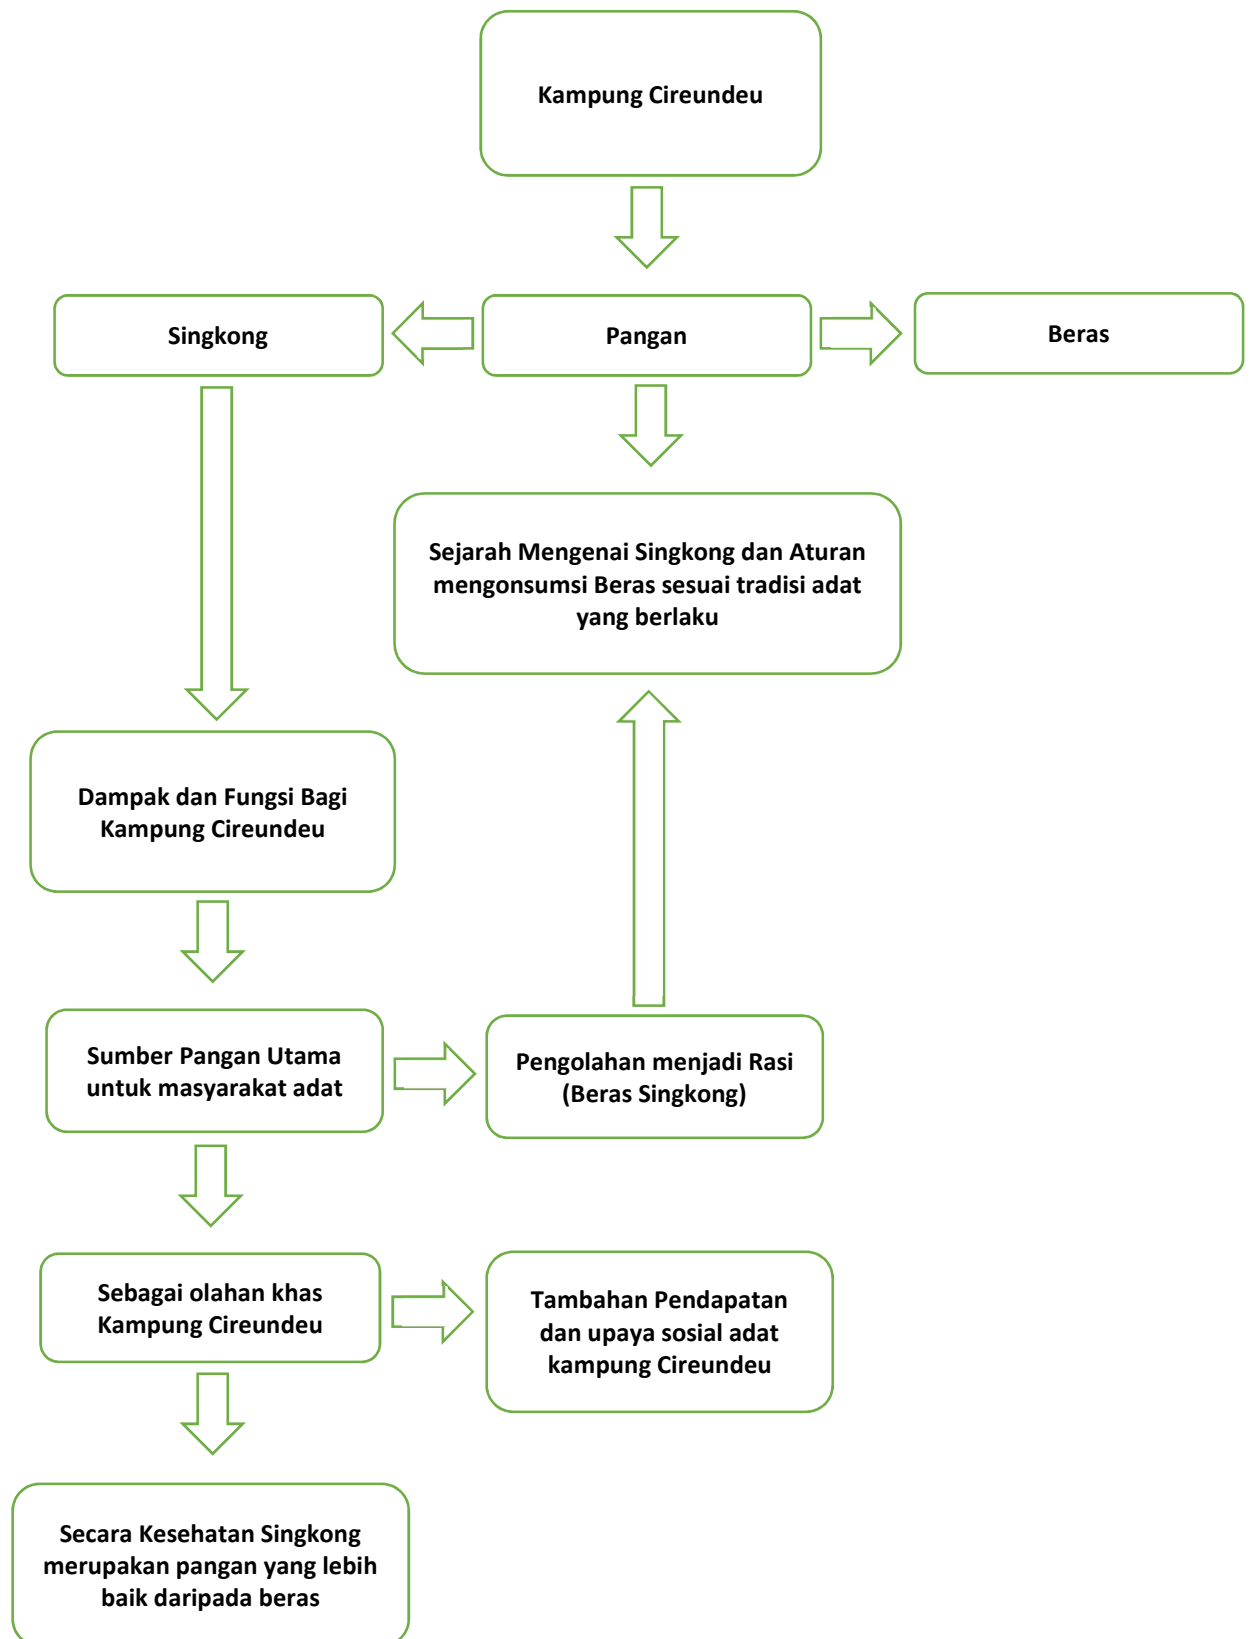 Kampung Cireundeu
Singkong
Pangan
Beras
Sejarah Mengenai Singkong dan Aturan
mengonsumsi Beras sesuai tradisi adat
yang berlaku
Dampak dan Fungsi Bagi
Kampung Cireundeu
Sumber Pangan Utama
untuk masyarakat adat
Pengolahan menjadi Rasi
(Beras Singkong)
Sebagai olahan khas
Kampung Cireundeu
Tambahan Pendapatan
dan upaya sosial adat
kampung Cireundeu
Secara Kesehatan Singkong
merupakan pangan yang lebih
baik daripada beras